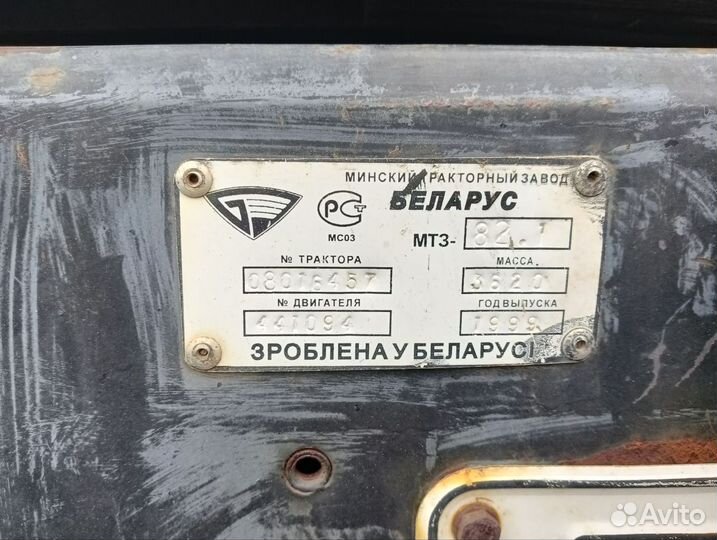 МИНСКИЙ ТРАКТОРНЫЙ ЗАВОД
БЕЛАРУС
РСТ
МС03
МТЗ- 82.1
№ ТРАКТОРА
08016457
МАССА
3620
№ ДВИГАТЕЛЯ
441094
ГОД ВЫПУСКА
1999
ЗРОБЛЕНА У БЕЛАРУСІ
Avito